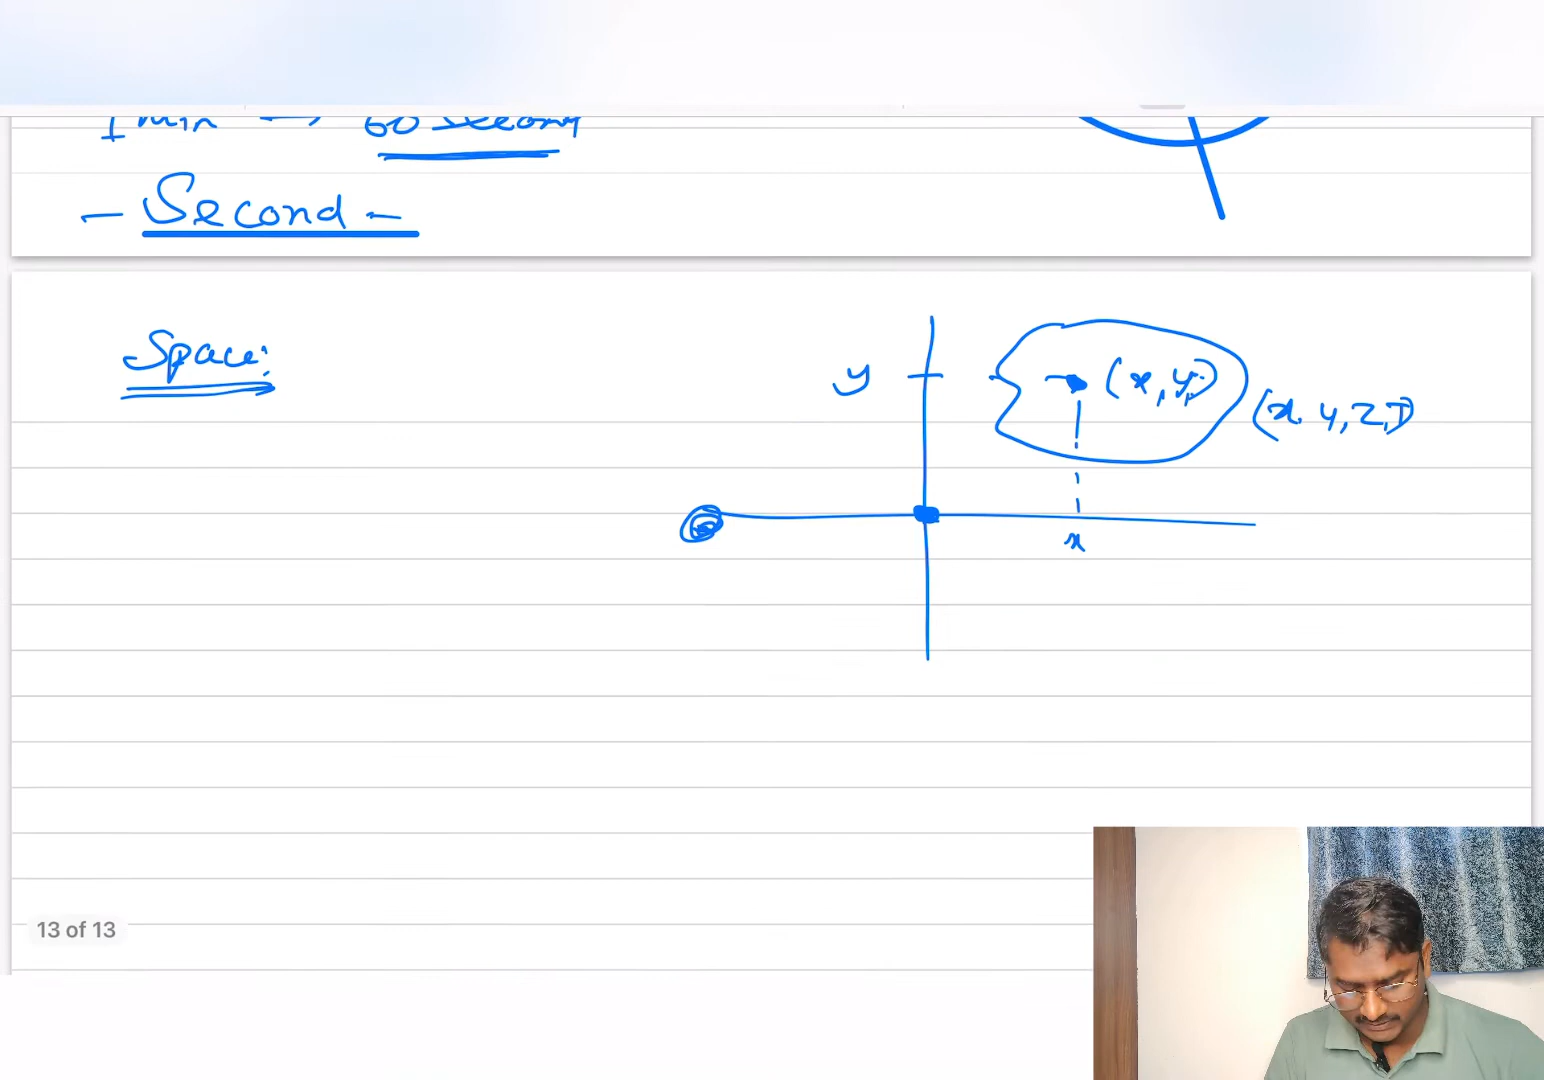 1 min → 60 second
- Second -
Space:
y
(x, y)
(x, y, z,)
x
13 of 13